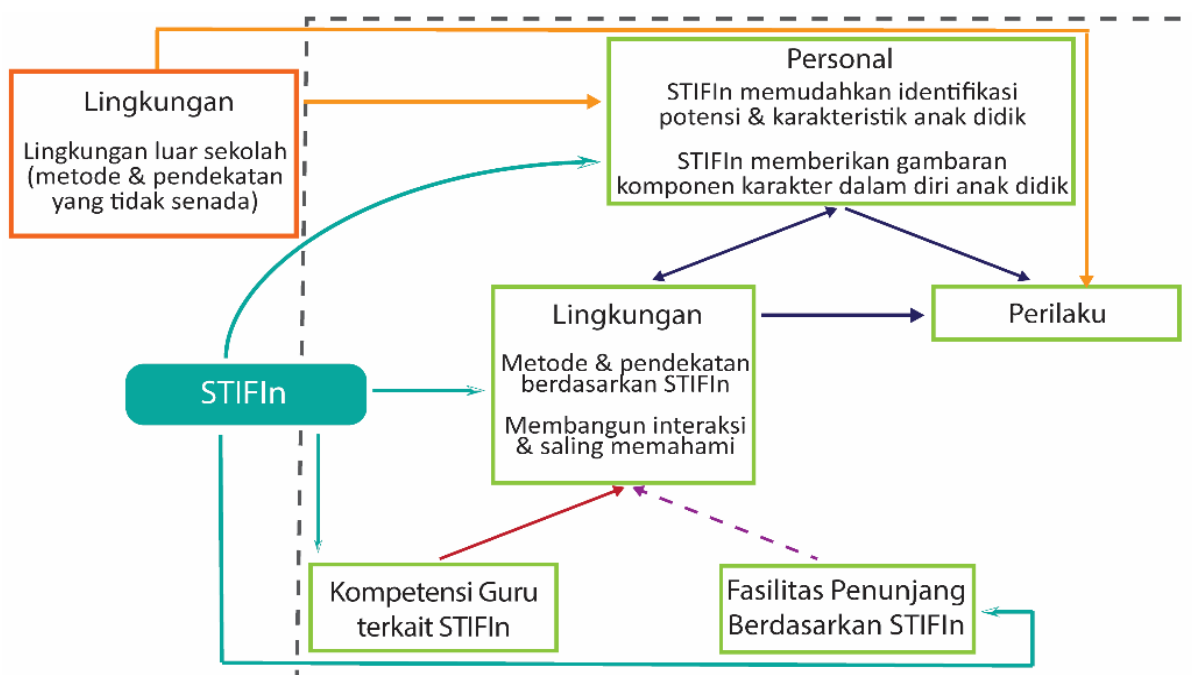 Lingkungan
Lingkungan luar sekolah
(metode & pendekatan
yang tidak senada)
Personal
STIFIn memudahkan identifikasi
potensi & karakteristik anak didik
STIFIn memberikan gambaran
komponen karakter dalam diri anak didik
Lingkungan
Metode & pendekatan
berdasarkan STIFIn
Membangun interaksi
& saling memahami
Perilaku
STIFIn
Kompetensi Guru
terkait STIFIn
Fasilitas Penunjang
Berdasarkan STIFIn